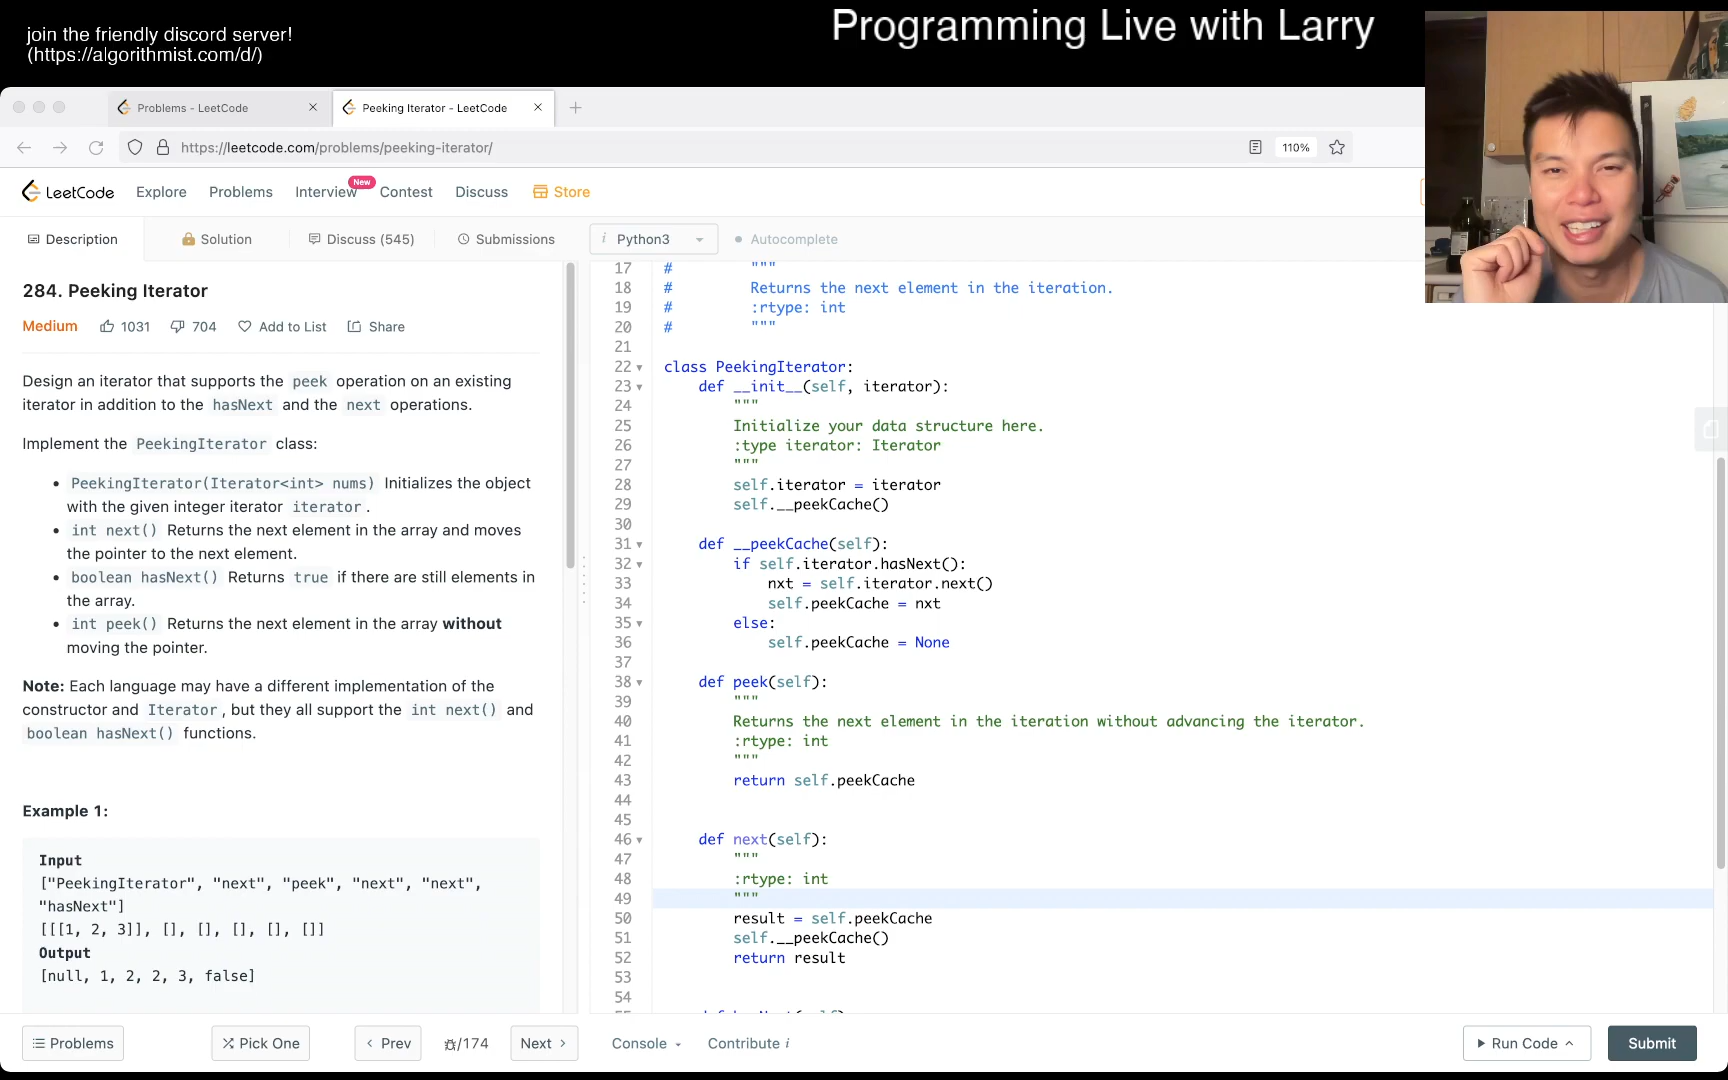 join the friendly discord server!
(https://algorithmist.com/d/)
Programming Live with Larry
Problems - LeetCode
Peeking Iterator - LeetCode
https://leetcode.com/problems/peeking-iterator/
110%
LeetCode
Explore
Problems
Interview
New
Contest
Discuss
Store
Description
Solution
Discuss (545)
Submissions
i Python3
Autocomplete
284. Peeking Iterator
Medium
1031
704
Add to List
Share
Design an iterator that supports the peek operation on an existing
iterator in addition to the hasNext and the next operations.
Implement the PeekingIterator class:
• PeekingIterator(Iterator<int> nums) Initializes the object
with the given integer iterator iterator .
• int next() Returns the next element in the array and moves
the pointer to the next element.
• boolean hasNext() Returns true if there are still elements in
the array.
• int peek() Returns the next element in the array without
moving the pointer.
Note: Each language may have a different implementation of the
constructor and Iterator , but they all support the int next() and
boolean hasNext() functions.
Example 1:
Input
["PeekingIterator", "next", "peek", "next", "next",
"hasNext"]
[[[1, 2, 3]], [], [], [], [], []]
Output
[null, 1, 2, 2, 3, false]
17 # """
18 # Returns the next element in the iteration.
19 # :rtype: int
20 # """
21
22 class PeekingIterator:
23 def __init__(self, iterator):
24 """
25 Initialize your data structure here.
26 :type iterator: Iterator
27 """
28 self.iterator = iterator
29 self.__peekCache()
30
31 def __peekCache(self):
32 if self.iterator.hasNext():
33 nxt = self.iterator.next()
34 self.peekCache = nxt
35 else:
36 self.peekCache = None
37
38 def peek(self):
39 """
40 Returns the next element in the iteration without advancing the iterator.
41 :rtype: int
42 """
43 return self.peekCache
44
45
46 def next(self):
47 """
48 :rtype: int
49 """
50 result = self.peekCache
51 self.__peekCache()
52 return result
53
54
Problems
Pick One
Prev
/174
Next
Console
Contribute i
Run Code
Submit